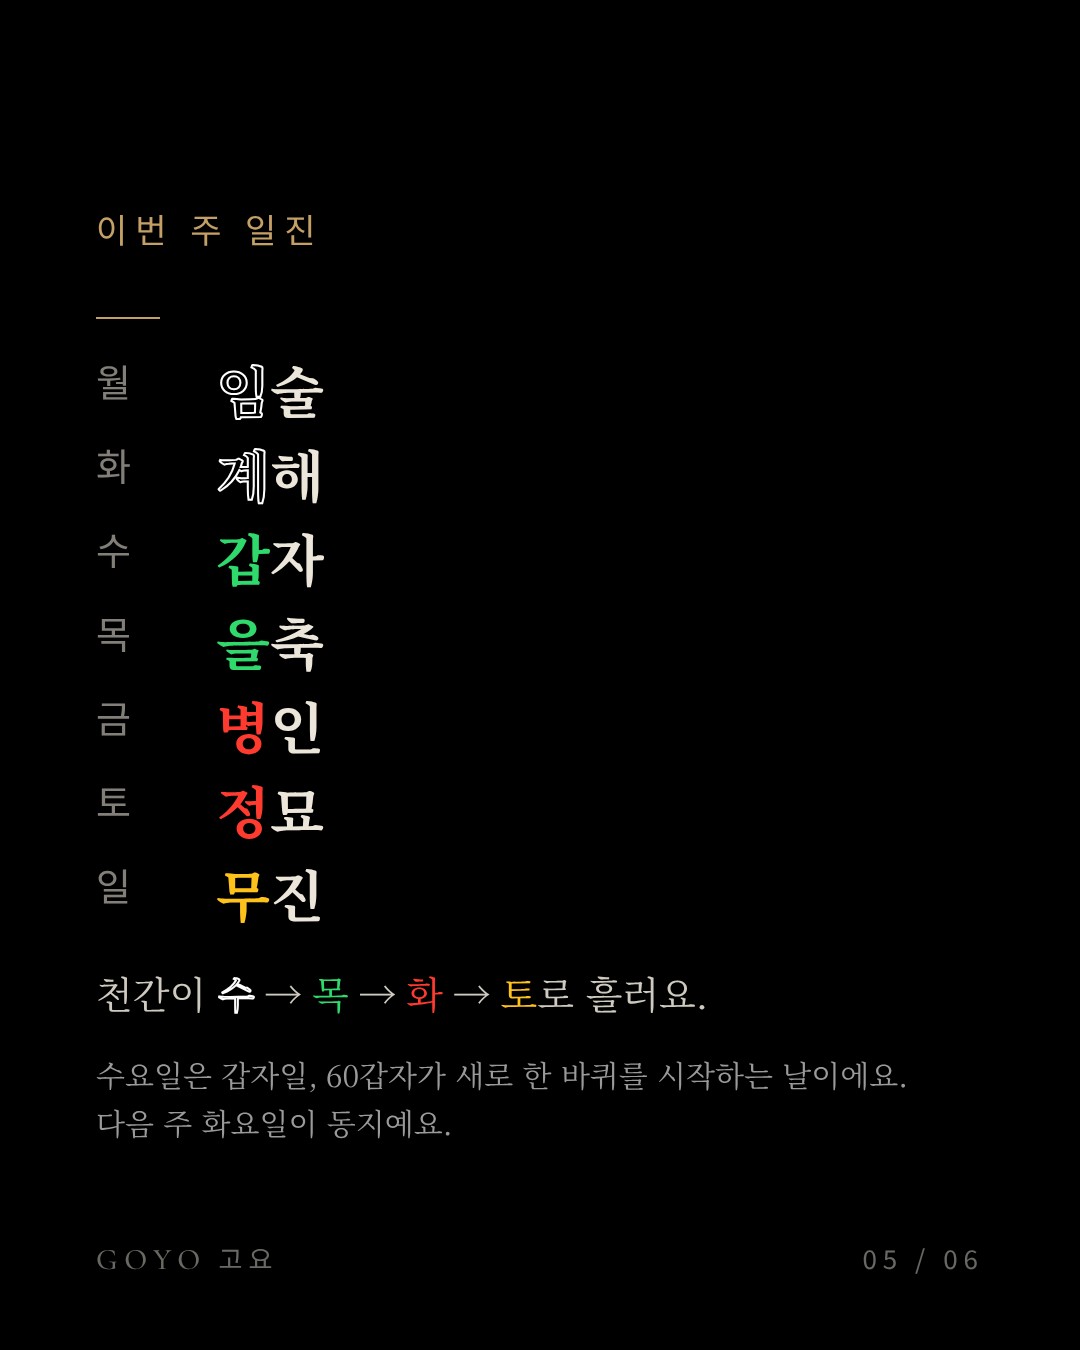 이번 주 일진
월 임술
화 계해
수 갑자
목 을축
금 병인
토 정묘
일 무진
천간이 수 → 목 → 화 → 토로 흘러요.
수요일은 갑자일, 60갑자가 새로 한 바퀴를 시작하는 날이에요.
다음 주 화요일이 동지예요.
GOYO 고요
05 / 06